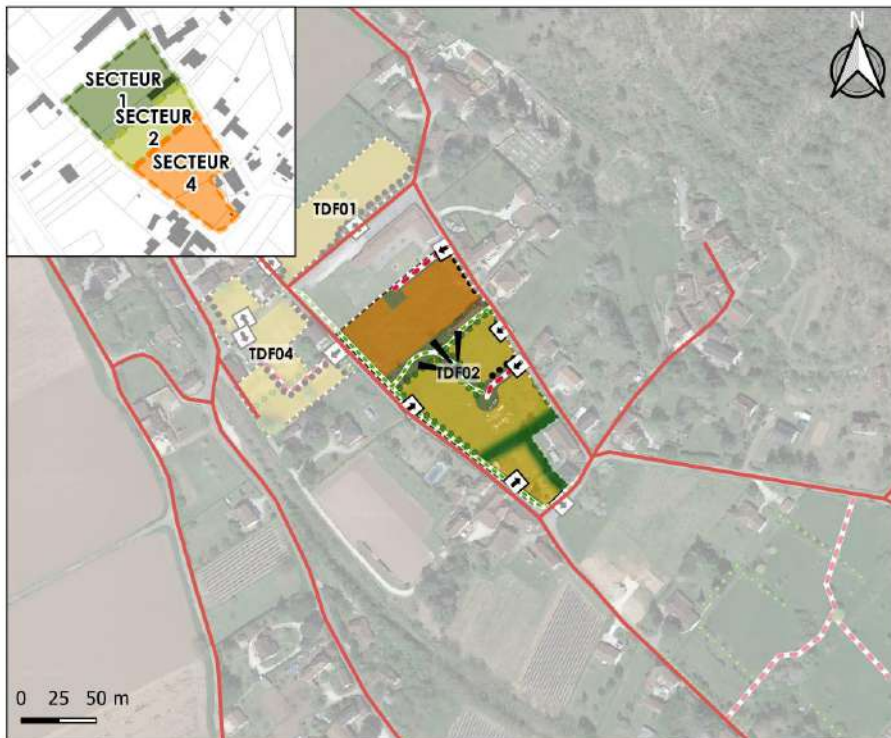 SECTEUR
1
SECTEUR
2
SECTEUR
4
N
TDF01
TDF04
TDF02
0 25 50 m